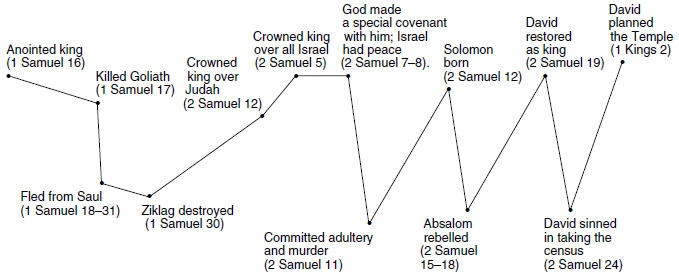 Anointed king
(1 Samuel 16)
Killed Goliath
(1 Samuel 17)
Fled from Saul
(1 Samuel 18–31)
Ziklag destroyed
(1 Samuel 30)
Crowned
king over
Judah
(2 Samuel 12)
Crowned king
over all Israel
(2 Samuel 5)
God made
a special covenant
with him; Israel
had peace
(2 Samuel 7–8).
Committed adultery
and murder
(2 Samuel 11)
Solomon
born
(2 Samuel 12)
Absalom
rebelled
(2 Samuel
15–18)
David
restored
as king
(2 Samuel 19)
David sinned
in taking the
census
(2 Samuel 24)
David
planned
the Temple
(1 Kings 2)